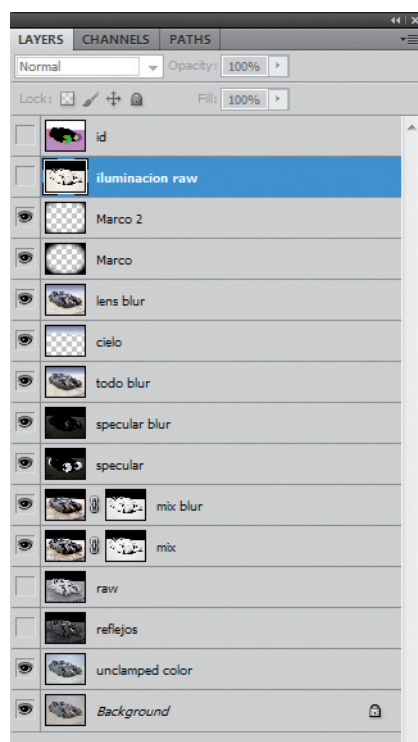 LAYERS CHANNELS PATHS
Normal Opacity: 100%
Lock: Fill: 100%
id
iluminacion raw
Marco 2
Marco
lens blur
cielo
todo blur
specular blur
specular
mix blur
mix
raw
reflejos
unclamped color
Background